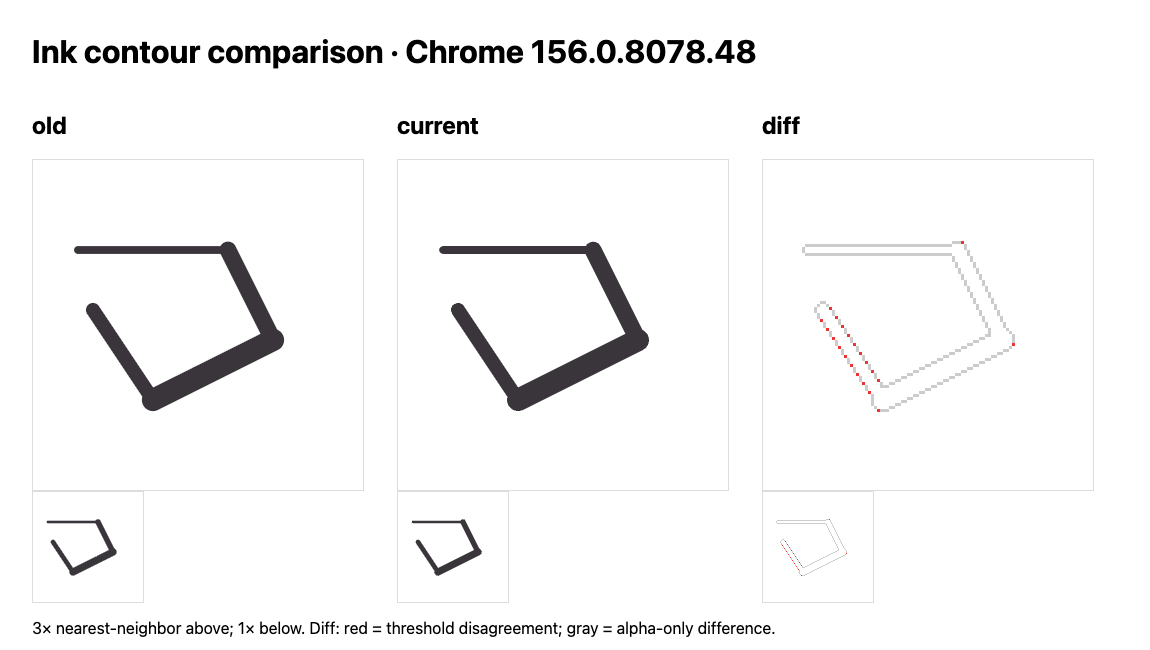 Ink contour comparison · Chrome 156.0.8078.48
old
current
diff
3× nearest-neighbor above; 1× below. Diff: red = threshold disagreement; gray = alpha-only difference.